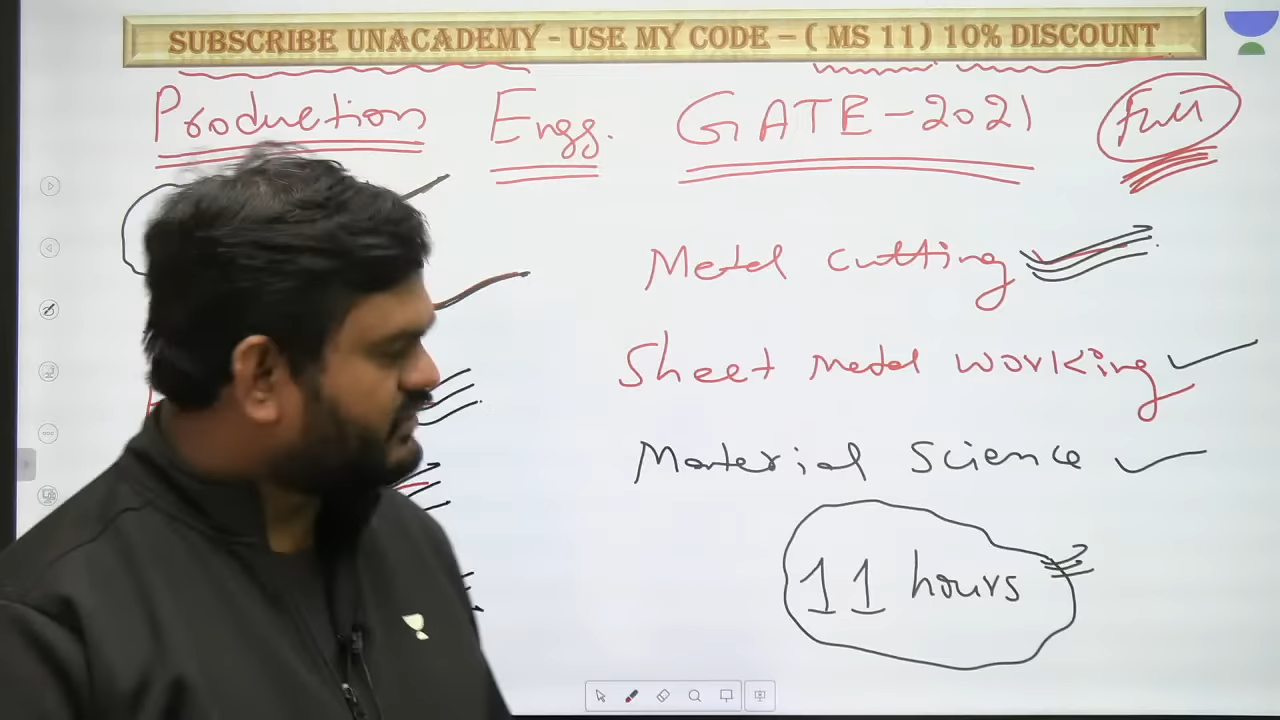 SUBSCRIBE UNACADEMY - USE MY CODE – ( MS 11) 10% DISCOUNT
Production Engg. GATE-2021 Full
Metal cutting
Sheet metal working
Material Science
11 hours